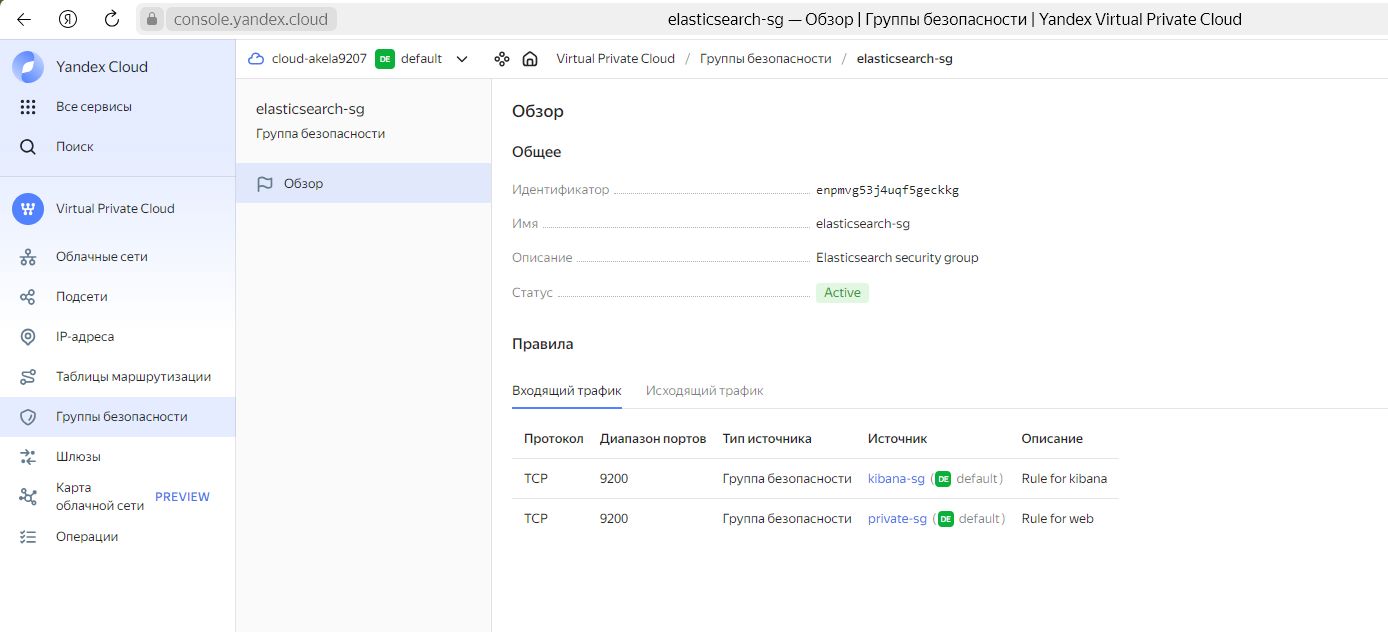 console.yandex.cloud
elasticsearch-sg — Обзор | Группы безопасности | Yandex Virtual Private Cloud
Yandex Cloud
Все сервисы
Поиск
Virtual Private Cloud
Облачные сети
Подсети
IP-адреса
Таблицы маршрутизации
Группы безопасности
Шлюзы
Карта
облачной сети PREVIEW
Операции
cloud-akela9207 DE default
Virtual Private Cloud / Группы безопасности / elasticsearch-sg
elasticsearch-sg
Группа безопасности
Обзор
Обзор
Общее
Идентификатор enpmvg53j4uqf5geckkg
Имя elasticsearch-sg
Описание Elasticsearch security group
Статус Active
Правила
Входящий трафик Исходящий трафик
Протокол Диапазон портов Тип источника Источник Описание
TCP 9200 Группа безопасности kibana-sg (DE default) Rule for kibana
TCP 9200 Группа безопасности private-sg (DE default) Rule for web